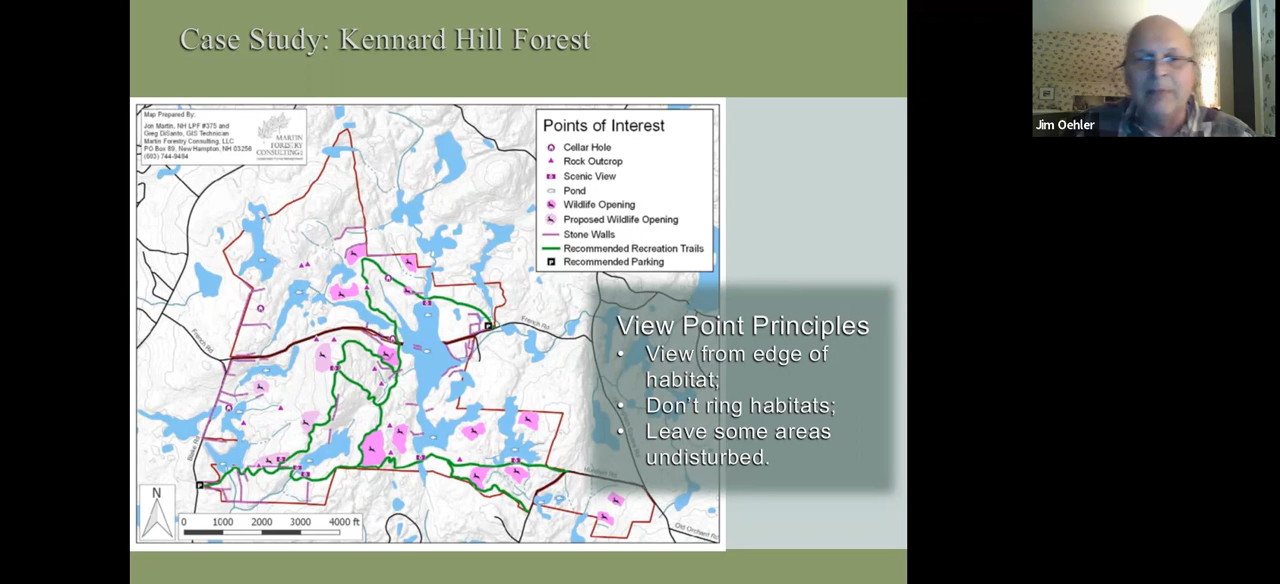 Case Study: Kennard Hill Forest
Jim Oehler
Map Prepared By:
Jon Martin, NH LPF #375 and
Greg DiSanto, GIS Technician
Martin Forestry Consulting, LLC
PO Box 89, New Hampton, NH 03256
(603) 744-9484
MARTIN
FORESTRY
CONSULTING
Points of Interest
Cellar Hole
Rock Outcrop
Scenic View
Pond
Wildlife Opening
Proposed Wildlife Opening
Stone Walls
Recommended Recreation Trails
P Recommended Parking
French Rd
French Rd
P
P
Old Orchard Rd
N
0 1000 2000 3000 4000 ft
View Point Principles
• View from edge of
habitat;
• Don't ring habitats;
• Leave some areas
undisturbed.